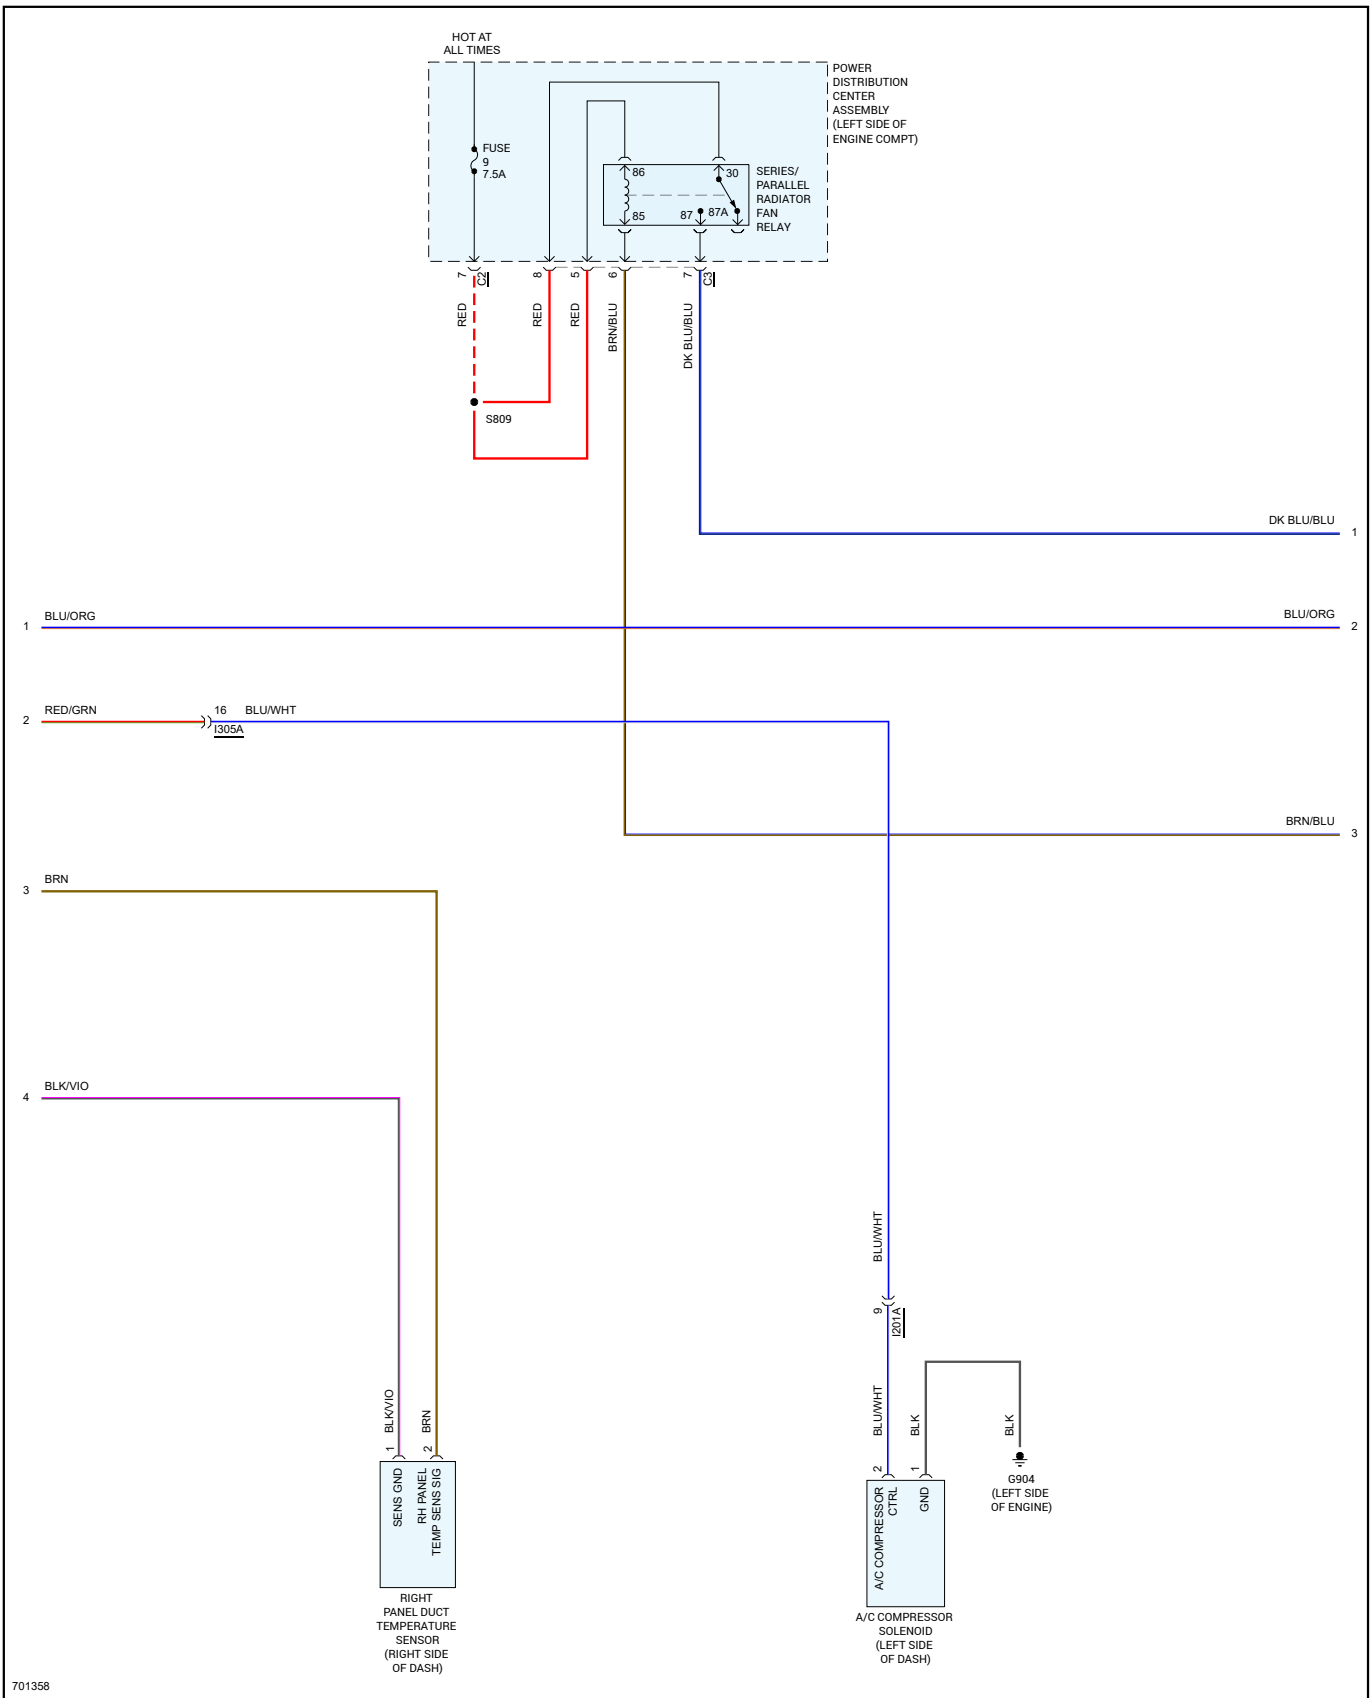 HOT AT
ALL TIMES
POWER
DISTRIBUTION
CENTER
ASSEMBLY
(LEFT SIDE OF
ENGINE COMPT)
FUSE
9
7.5A
86
30
85
87
87A
SERIES/
PARALLEL
RADIATOR
FAN
RELAY
7
C2
8
5
6
7
C3
RED
RED
RED
BRN/BLU
DK BLU/BLU
S809
DK BLU/BLU
1
1
BLU/ORG
BLU/ORG
2
2
RED/GRN
16
BLU/WHT
I305A
BRN/BLU
3
3
BRN
4
BLK/VIO
BLU/WHT
9
I201A
BLK/VIO
BRN
1
2
SENS GND
RH PANEL
TEMP SENS SIG
RIGHT
PANEL DUCT
TEMPERATURE
SENSOR
(RIGHT SIDE
OF DASH)
BLU/WHT
BLK
BLK
2
1
A/C COMPRESSOR
CTRL
GND
G904
(LEFT SIDE
OF ENGINE)
A/C COMPRESSOR
SOLENOID
(LEFT SIDE
OF DASH)
701358